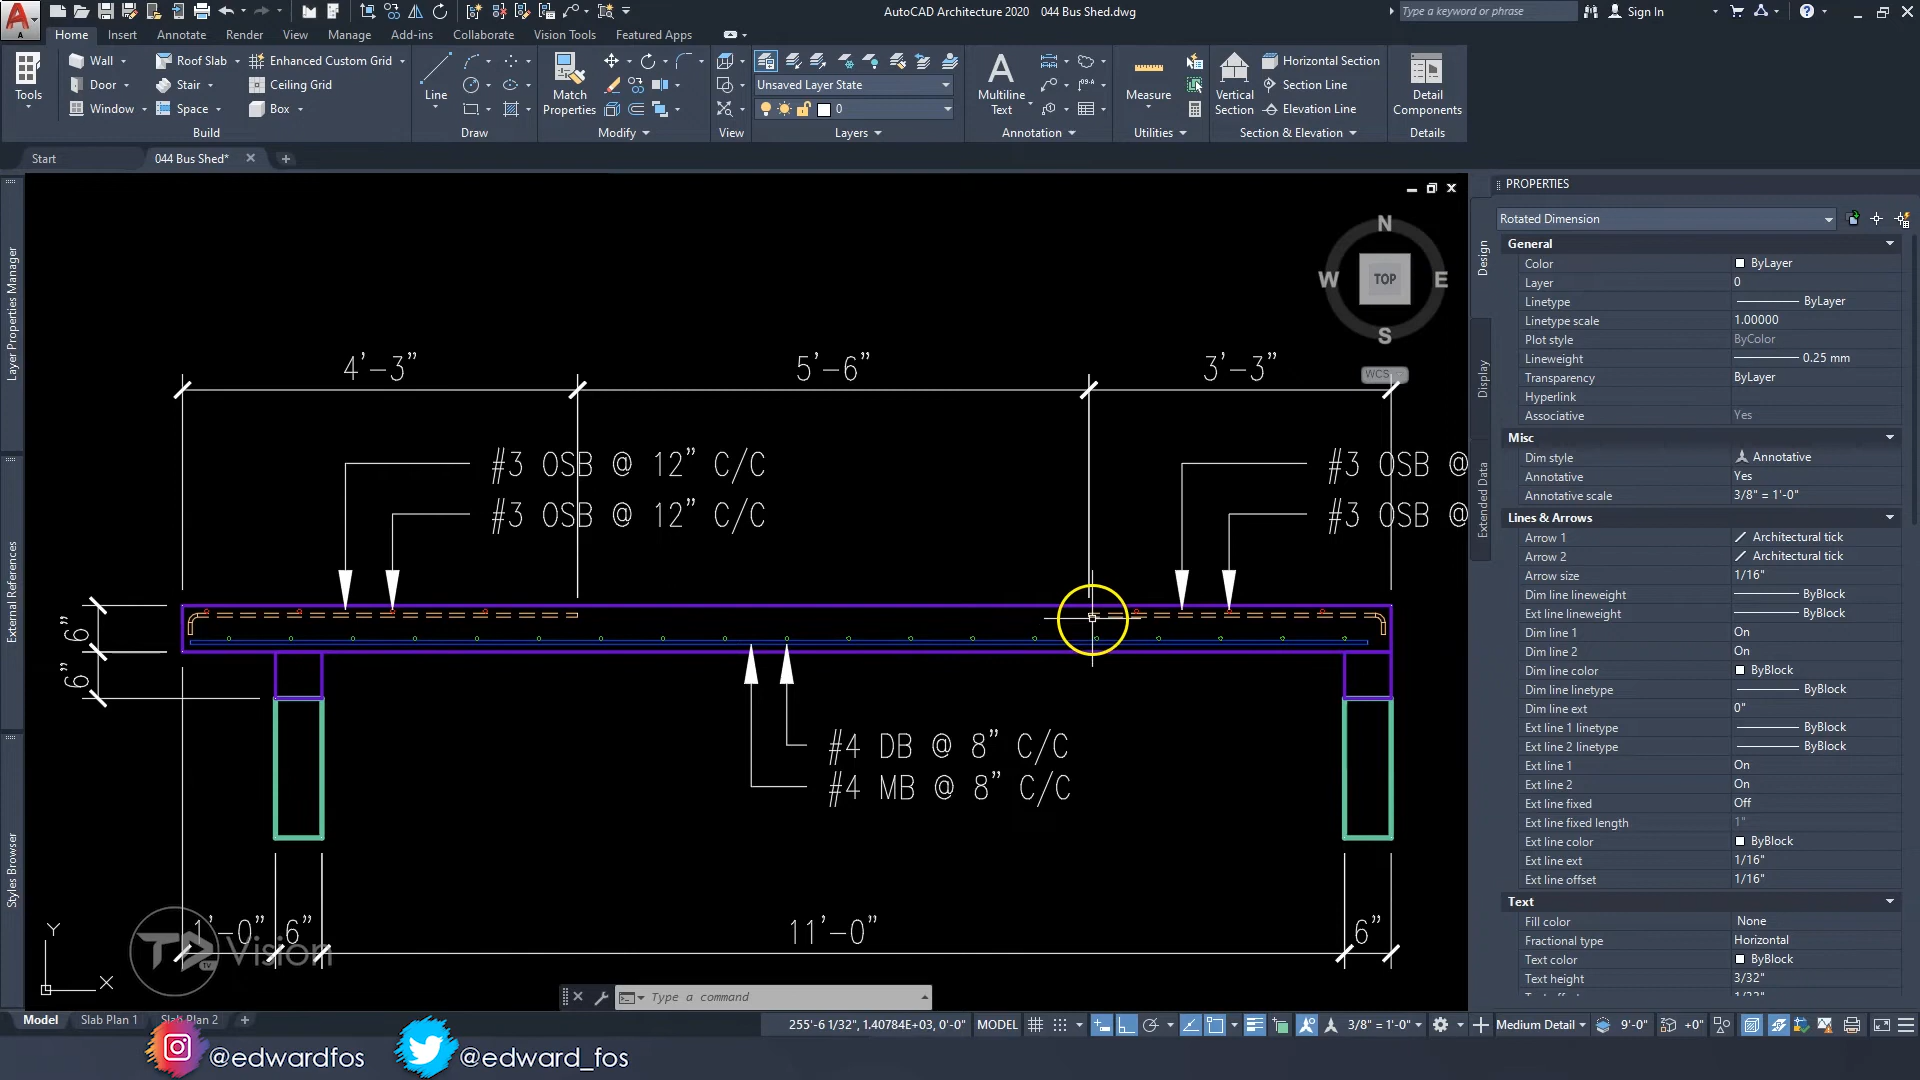 AutoCAD Architecture 2020 044 Bus Shed.dwg
Type a keyword or phrase
Sign In
Home Insert Annotate Render View Manage Add-ins Collaborate Vision Tools Featured Apps
Tools
Wall Roof Slab Enhanced Custom Grid
Door Stair Ceiling Grid
Window Space Box
Build
Line
Draw
Match Properties
Modify
View
Unsaved Layer State
0
Layers
Multiline Text
Annotation
Measure
Utilities
Vertical Section
Horizontal Section
Section Line
Elevation Line
Section & Elevation
Detail Components
Details
Start 044 Bus Shed*
Layer Properties Manager
External References
Styles Browser
N
W TOP E
S
WCS
4'-3" 5'-6" 3'-3"
#3 OSB @ 12" C/C
#3 OSB @ 12" C/C
#3 OSB @
#3 OSB @
6"
6"
#4 DB @ 8" C/C
#4 MB @ 8" C/C
1'-0" 6" 11'-0" 6"
Y
X
TD Vision
TV
Type a command
Design
Display
Extended Data
PROPERTIES
Rotated Dimension
General
Color ByLayer
Layer 0
Linetype ByLayer
Linetype scale 1.00000
Plot style ByColor
Lineweight 0.25 mm
Transparency ByLayer
Hyperlink
Associative Yes
Misc
Dim style Annotative
Annotative Yes
Annotative scale 3/8" = 1'-0"
Lines & Arrows
Arrow 1 Architectural tick
Arrow 2 Architectural tick
Arrow size 1/16"
Dim line lineweight ByBlock
Ext line lineweight ByBlock
Dim line 1 On
Dim line 2 On
Dim line color ByBlock
Dim line linetype ByBlock
Dim line ext 0"
Ext line 1 linetype ByBlock
Ext line 2 linetype ByBlock
Ext line 1 On
Ext line 2 On
Ext line fixed Off
Ext line fixed length 1"
Ext line color ByBlock
Ext line ext 1/16"
Ext line offset 1/16"
Text
Fill color None
Fractional type Horizontal
Text color ByBlock
Text height 3/32"
Model Slab Plan 1 Slab Plan 2
255'-6 1/32", 1.40784E+03, 0'-0" MODEL 3/8" = 1'-0" Medium Detail 9'-0" +0"
@edwardfos @edward_fos